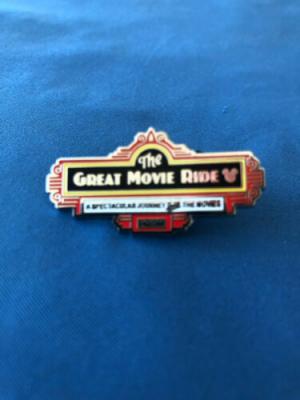 The
GREAT MOVIE RIDE
A SPECTACULAR JOURNEY THE MOVIES